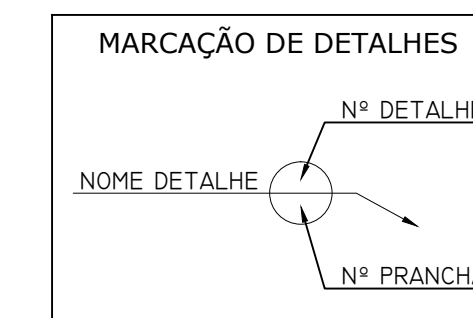 MARCAÇÃO DE DETALHES
Nº DETALHE
NOME DETALHE
Nº PRANCHA